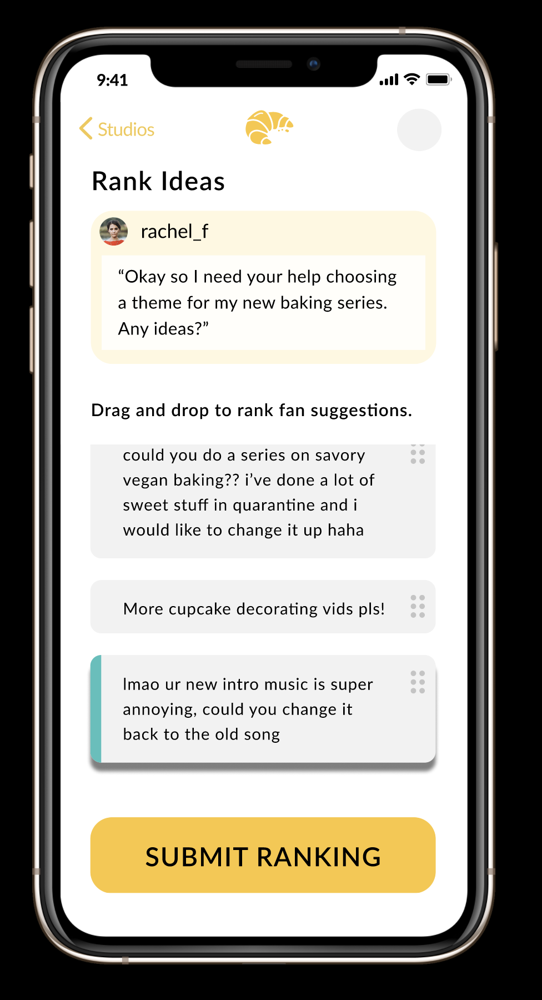 9:41
Studios
Rank Ideas
rachel_f
“Okay so I need your help choosing
a theme for my new baking series.
Any ideas?”
Drag and drop to rank fan suggestions.
could you do a series on savory
vegan baking?? i’ve done a lot of
sweet stuff in quarantine and i
would like to change it up haha
More cupcake decorating vids pls!
lmao ur new intro music is super
annoying, could you change it
back to the old song
SUBMIT RANKING